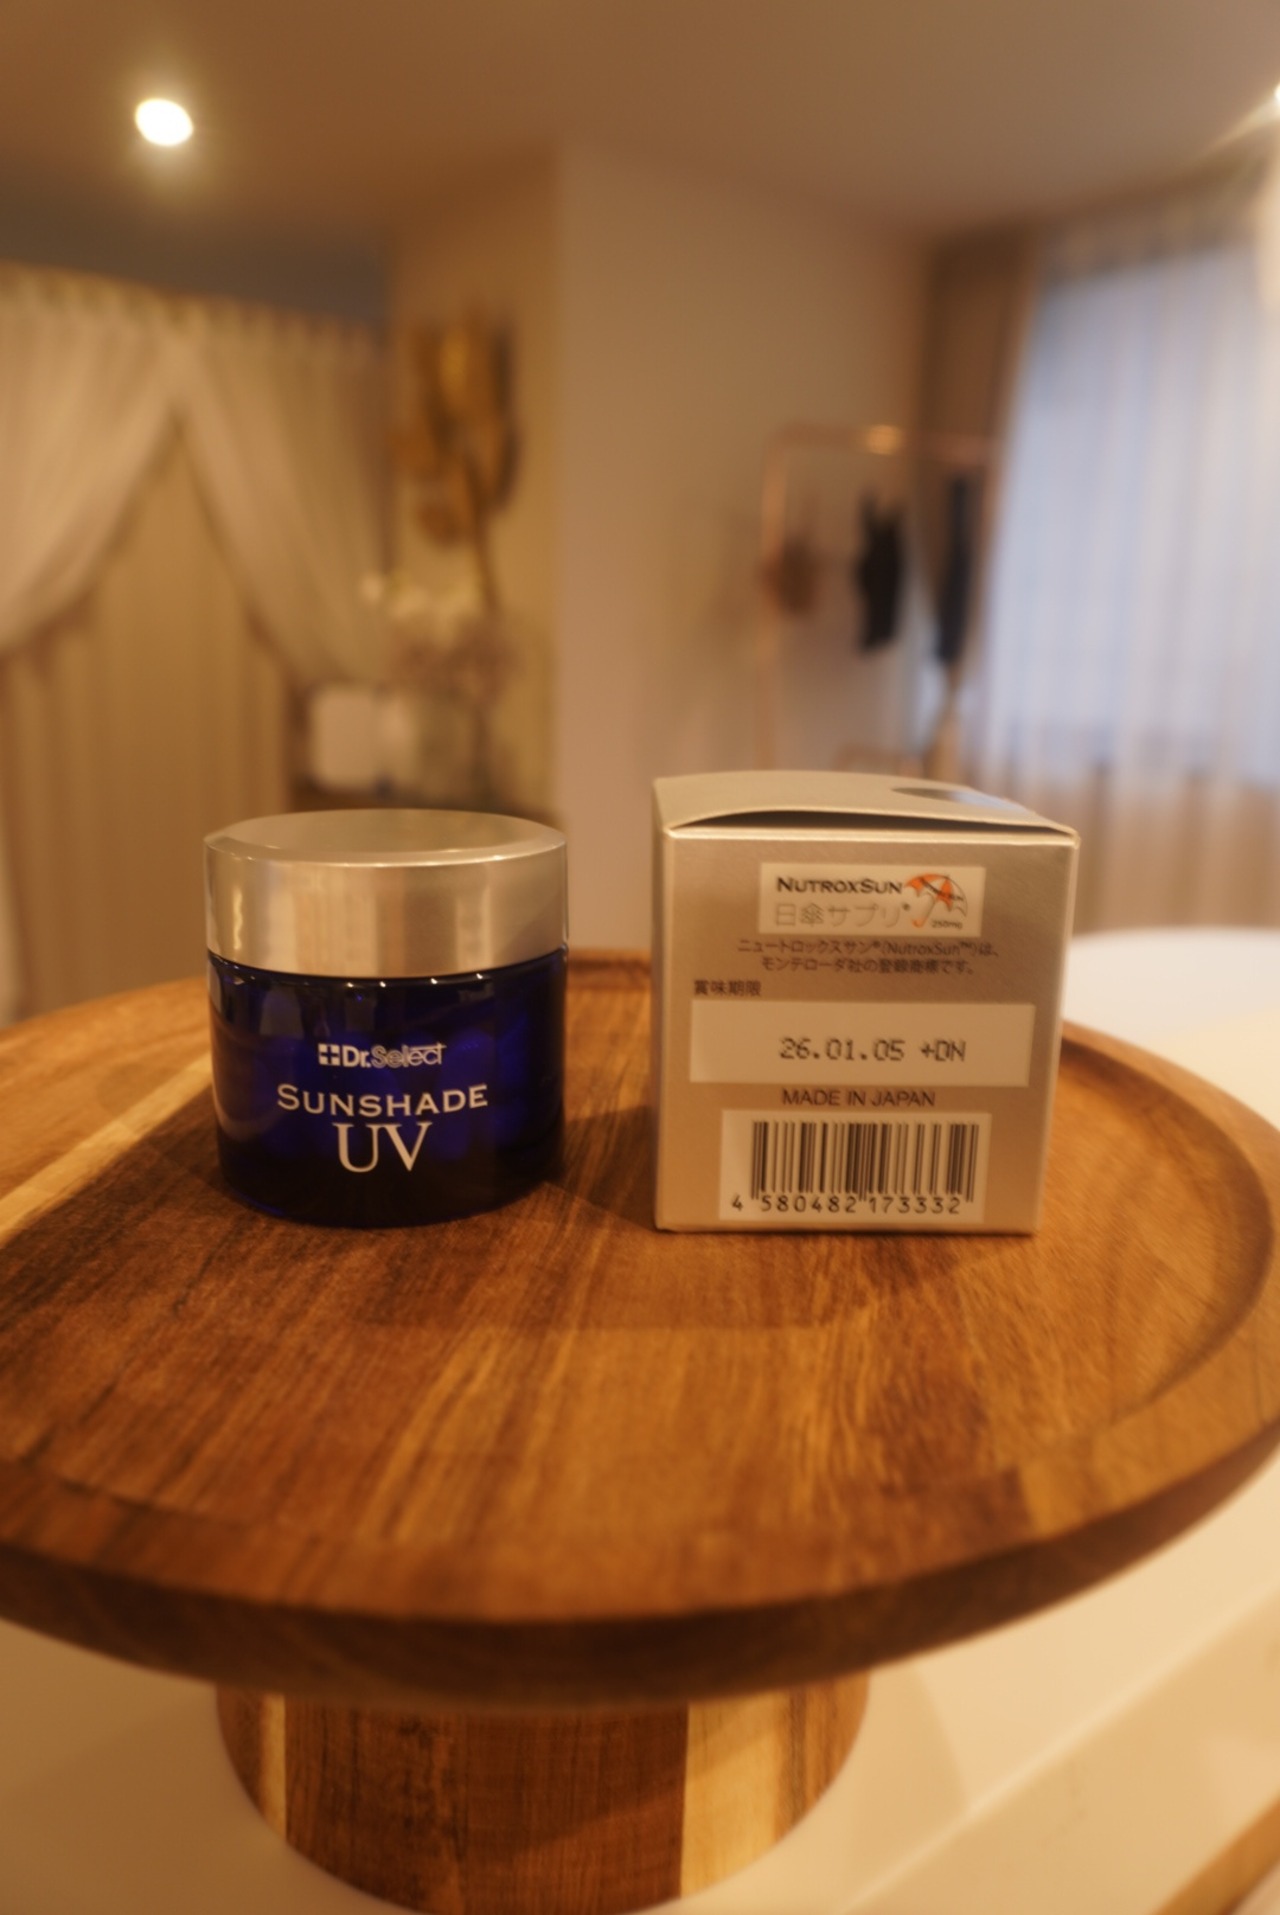 Dr.Select
SUNSHADE
UV
NUTROXSUN
日傘サプリ®
250mg
ニュートロックスサン®(NutroxSun™)は、
モンテローダ社の登録商標です。
賞味期限
26.01.05 +DN
MADE IN JAPAN
4 580482 173332